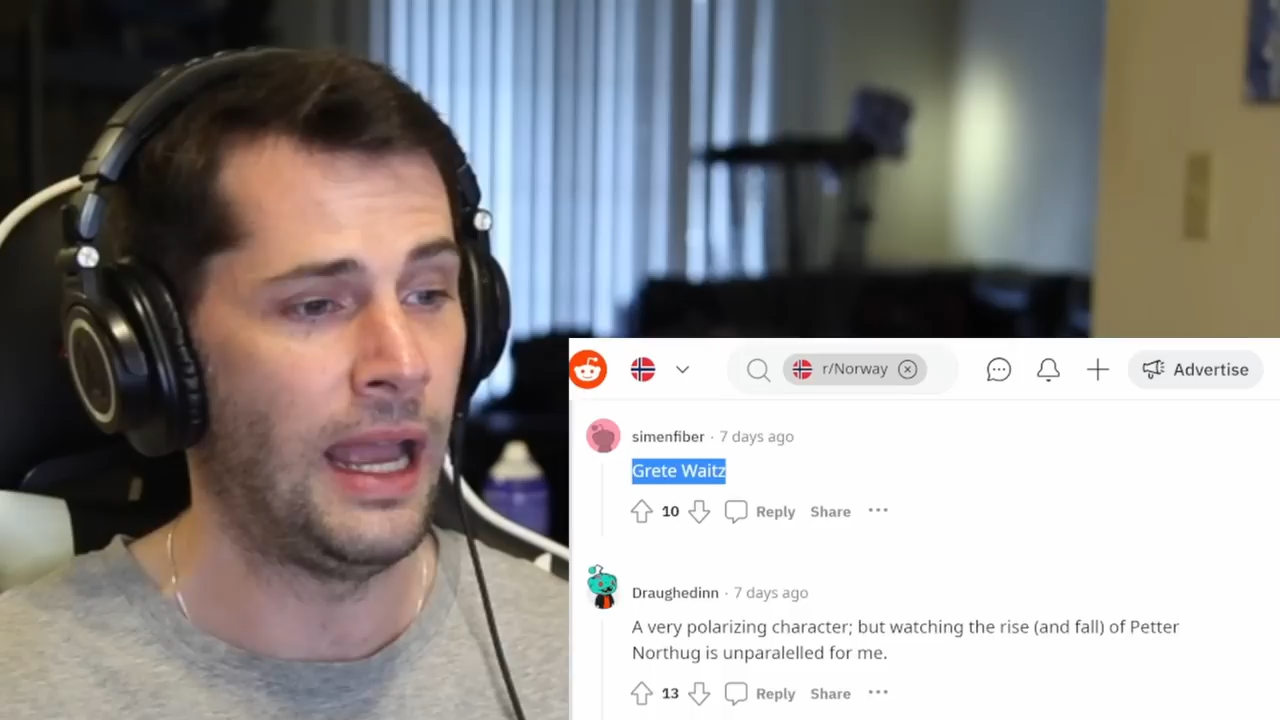 r/Norway
Advertise
simenfiber · 7 days ago
Grete Waitz
10 Reply Share ···
Draughedinn · 7 days ago
A very polarizing character; but watching the rise (and fall) of Petter
Northug is unparalelled for me.
13 Reply Share ···